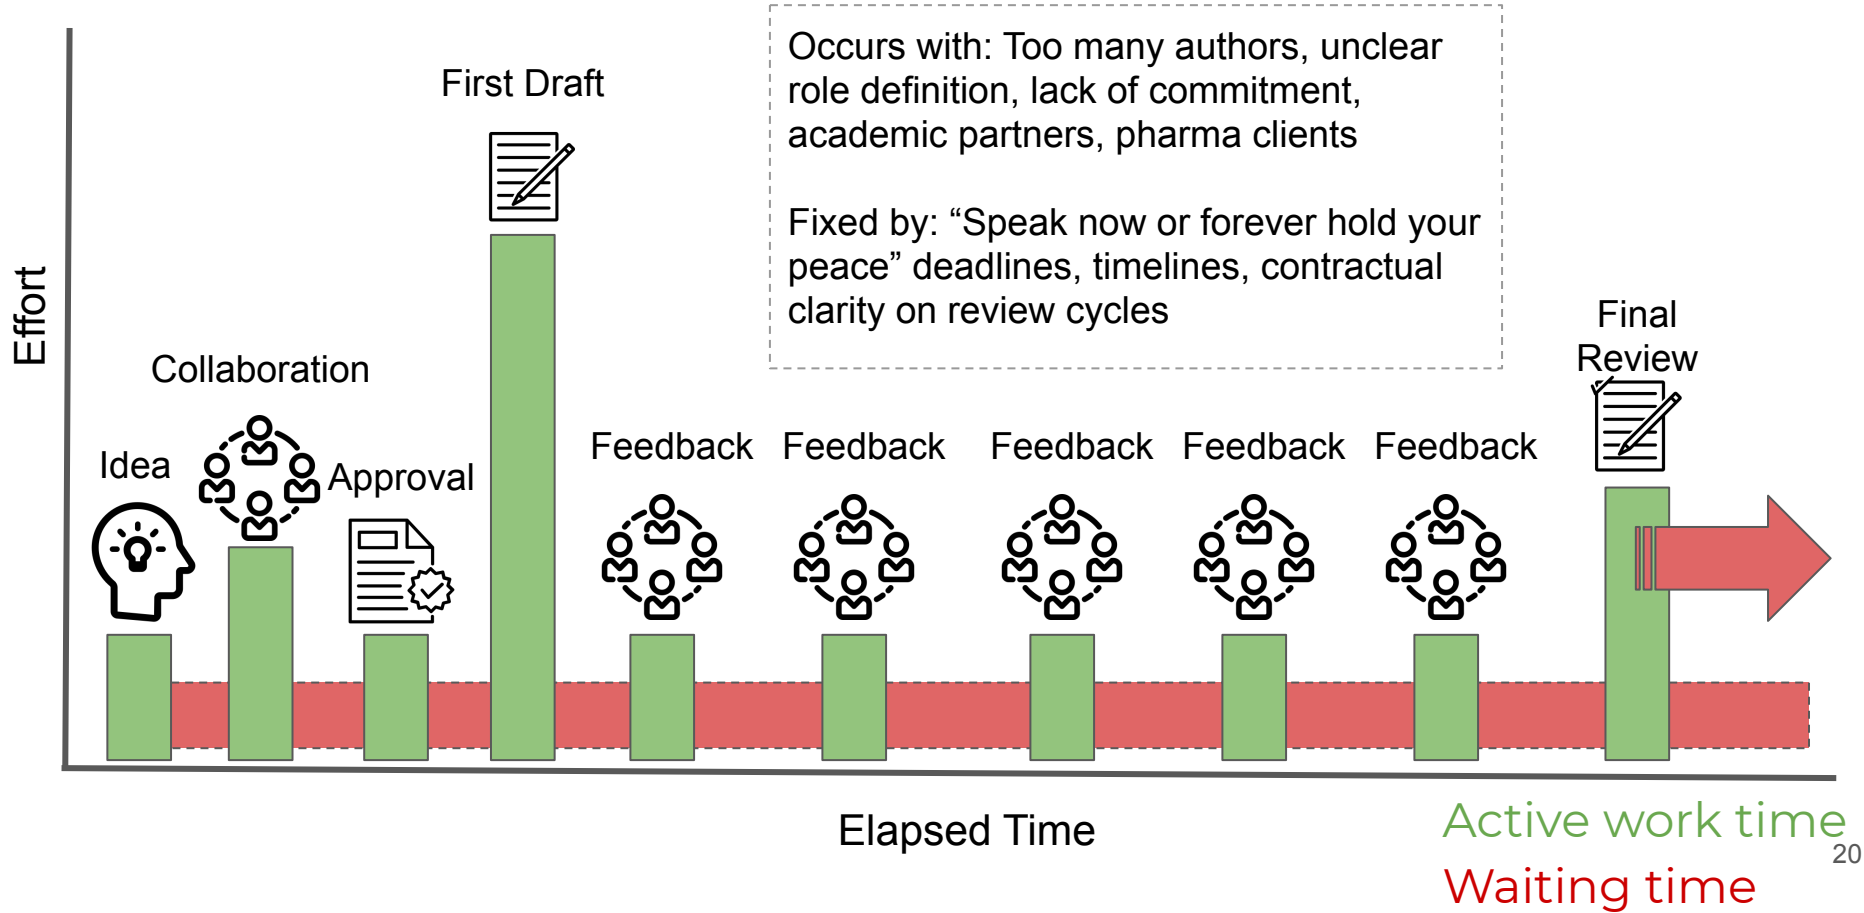 Occurs with: Too many authors, unclear
role definition, lack of commitment,
academic partners, pharma clients
Fixed by: “Speak now or forever hold your
peace” deadlines, timelines, contractual
clarity on review cycles
First Draft
Effort
Collaboration
Idea
Approval
Feedback
Feedback
Feedback
Feedback
Feedback
Final
Review
Elapsed Time
Active work time
Waiting time
20